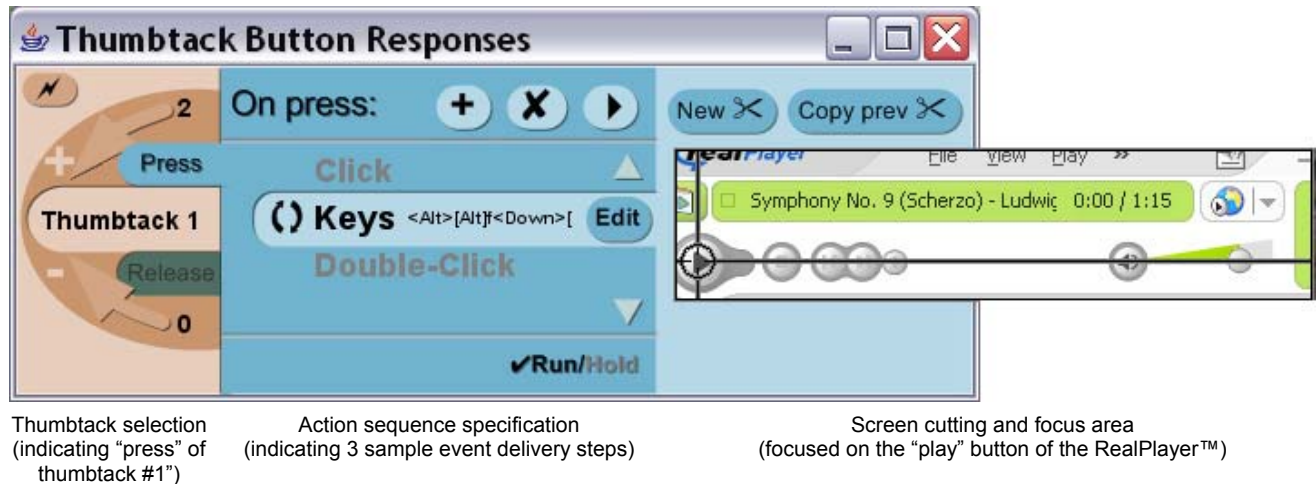 Thumbtack Button Responses
2
Press
Thumbtack 1
Release
0
+
-
On press:
Click
Keys <Alt>[Alt]f<Down>[
Edit
Double-Click
✔Run/Hold
New
Copy prev
RealPlayer File View Play »
Symphony No. 9 (Scherzo) - Ludwig 0:00 / 1:15
Thumbtack selection
(indicating “press” of
thumbtack #1”)
Action sequence specification
(indicating 3 sample event delivery steps)
Screen cutting and focus area
(focused on the “play” button of the RealPlayer™)